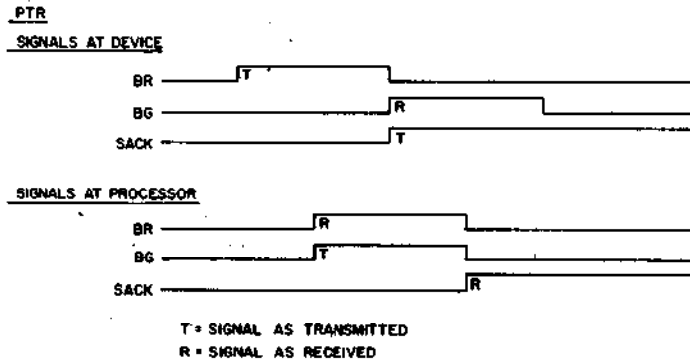 PTR
SIGNALS AT DEVICE
BR T
BG R
SACK T
SIGNALS AT PROCESSOR
BR R
BG T
SACK R
T = SIGNAL AS TRANSMITTED
R = SIGNAL AS RECEIVED